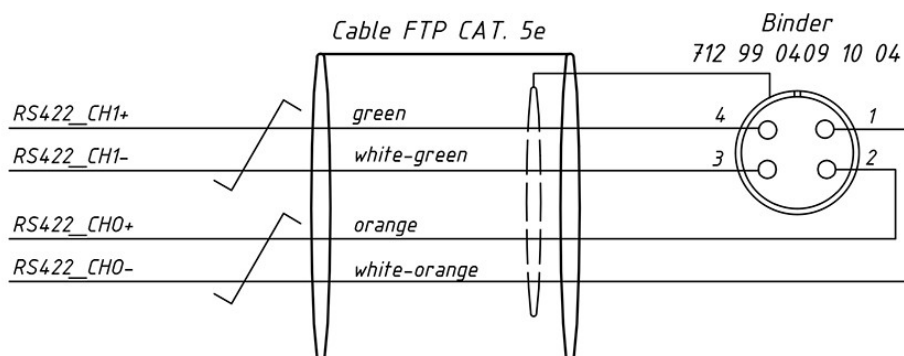 Cable FTP CAT. 5e
Binder
712 99 0409 10 04
RS422_CH1+
green
4
1
RS422_CH1-
white-green
3
2
RS422_CH0+
orange
RS422_CH0-
white-orange